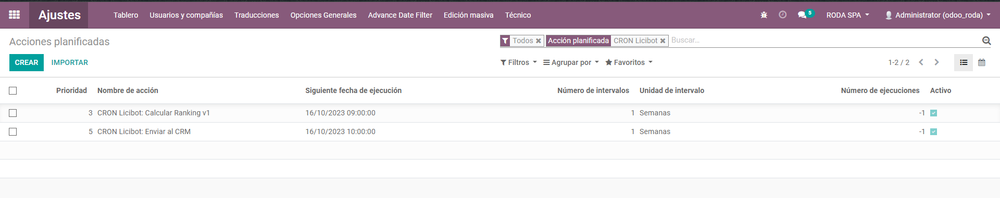 Ajustes Tablero Usuarios y compañías Traducciones Opciones Generales Advance Date Filter Edición masiva Técnico 5 RODA SPA Administrator (odoo_roda)
Acciones planificadas Todos Acción planificada CRON Licibot Buscar...
CREAR IMPORTAR Filtros Agrupar por Favoritos 1-2 / 2
Prioridad Nombre de acción Siguiente fecha de ejecución Número de intervalos Unidad de intervalo Número de ejecuciones Activo
3 CRON Licibot: Calcular Ranking v1 16/10/2023 09:00:00 1 Semanas -1
5 CRON Licibot: Enviar al CRM 16/10/2023 10:00:00 1 Semanas -1